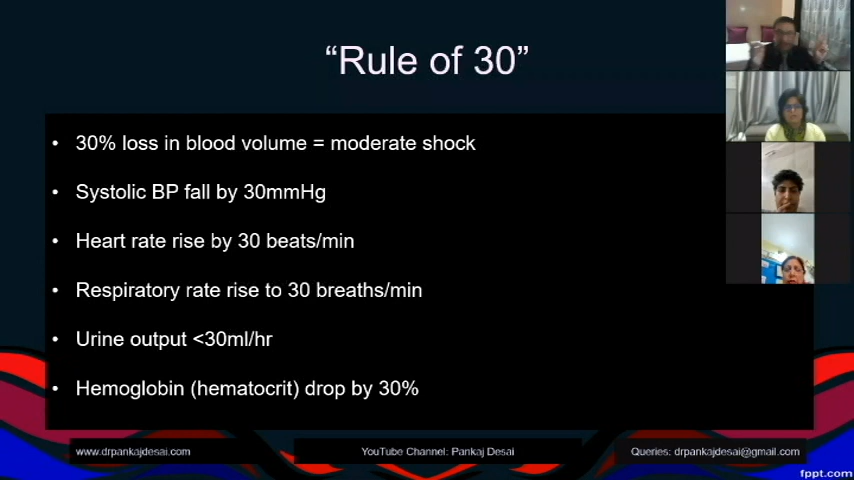 “Rule of 30”
• 30% loss in blood volume = moderate shock
• Systolic BP fall by 30mmHg
• Heart rate rise by 30 beats/min
• Respiratory rate rise to 30 breaths/min
• Urine output <30ml/hr
• Hemoglobin (hematocrit) drop by 30%
www.drpankajdesai.com
YouTube Channel: Pankaj Desai
Queries: drpankajdesai@gmail.com
fppt.com